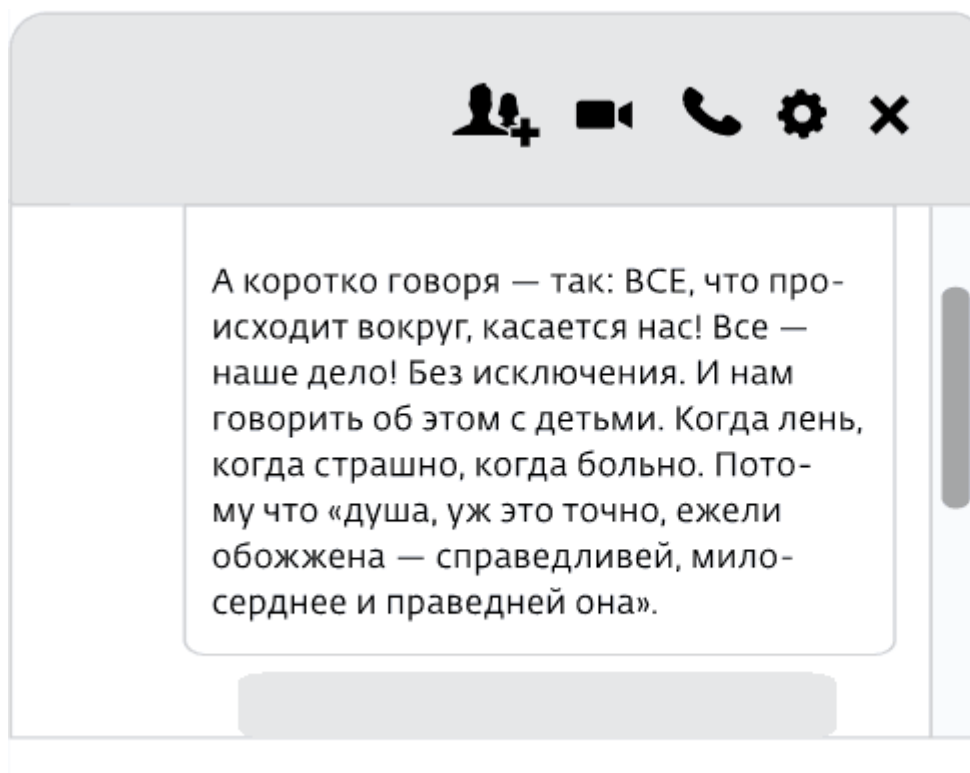 А коротко говоря — так: ВСЕ, что про-
исходит вокруг, касается нас! Все —
наше дело! Без исключения. И нам
говорить об этом с детьми. Когда лень,
когда страшно, когда больно. Пото-
му что «душа, уж это точно, ежели
обожжена — справедливей, мило-
серднее и праведней она».